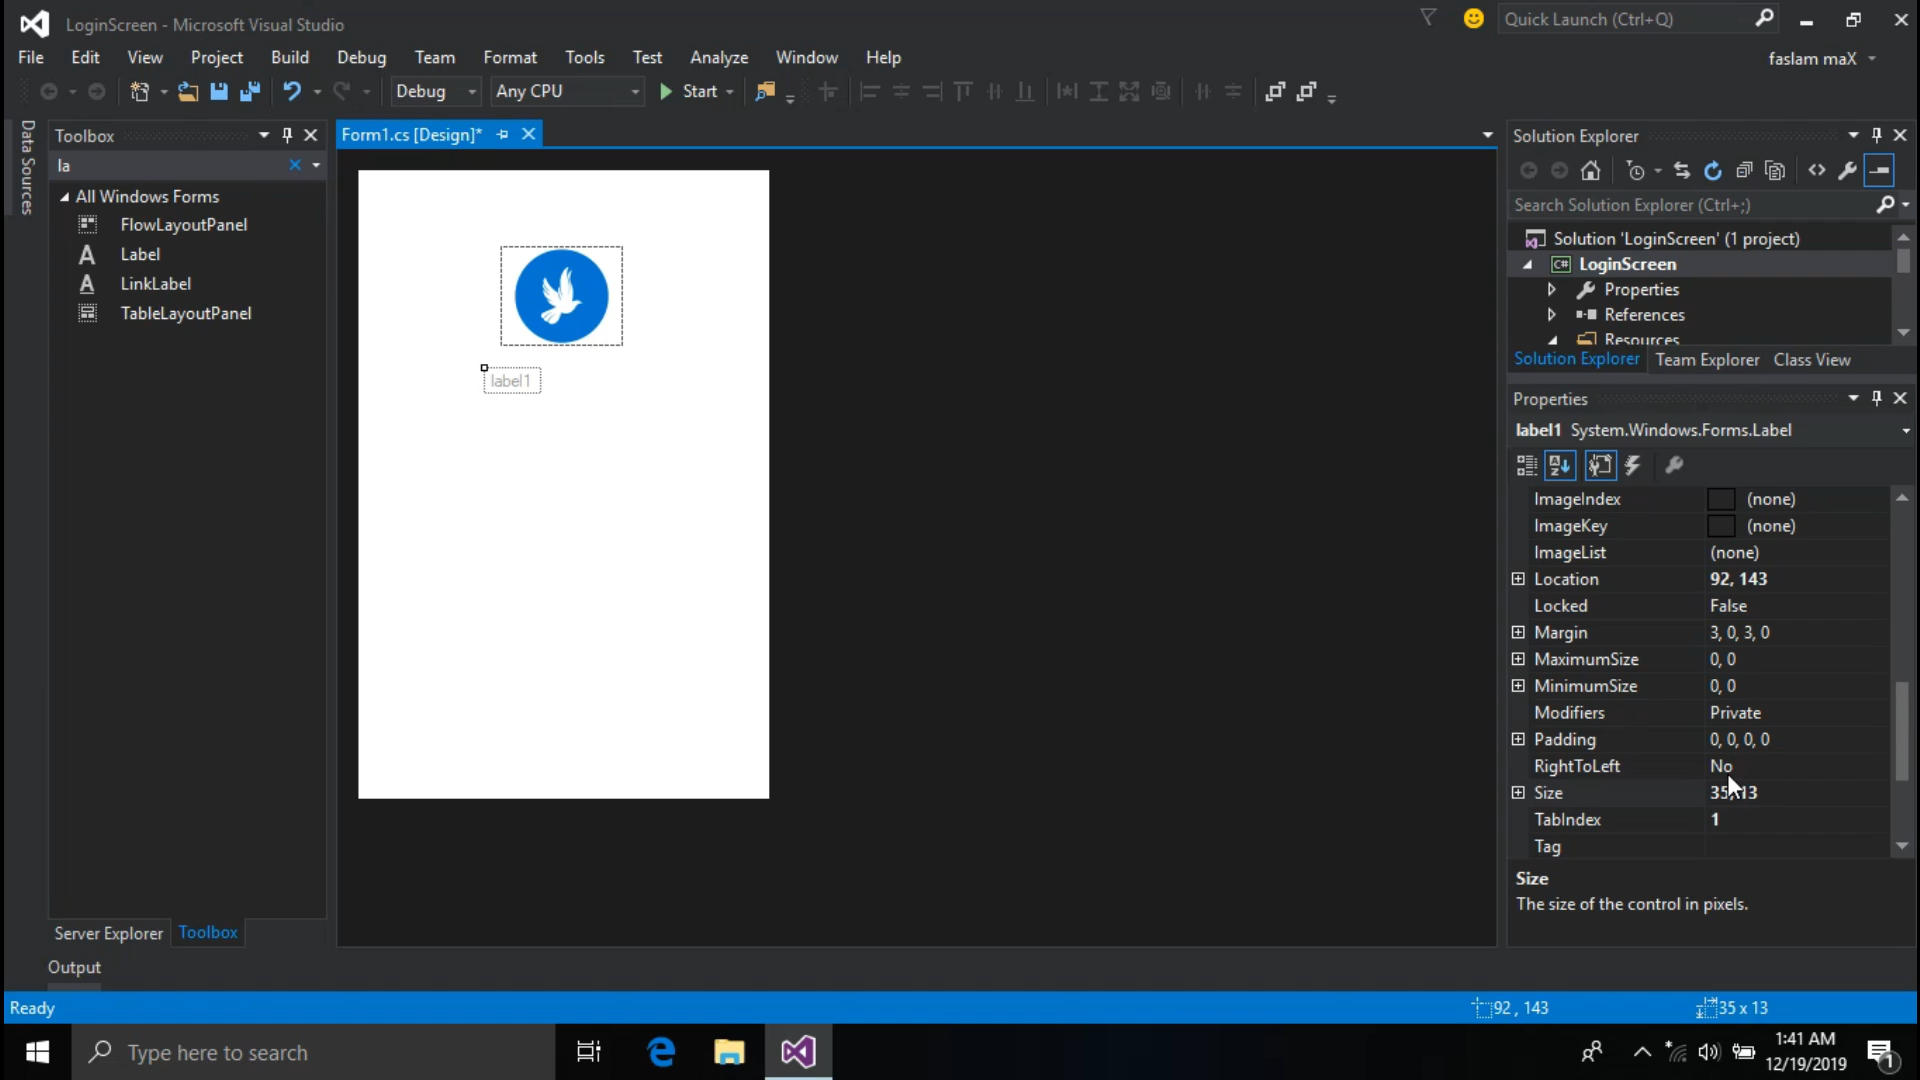 LoginScreen - Microsoft Visual Studio
Quick Launch (Ctrl+Q)
File Edit View Project Build Debug Team Format Tools Test Analyze Window Help
faslam maX
Debug Any CPU Start
Data Sources
Toolbox
la
All Windows Forms
FlowLayoutPanel
A Label
A LinkLabel
TableLayoutPanel
Server Explorer Toolbox
Form1.cs [Design]*
label1
Solution Explorer
Search Solution Explorer (Ctrl+;)
Solution 'LoginScreen' (1 project)
C# LoginScreen
Properties
References
Resources
Solution Explorer Team Explorer Class View
Properties
label1 System.Windows.Forms.Label
ImageIndex (none)
ImageKey (none)
ImageList (none)
Location 92, 143
Locked False
Margin 3, 0, 3, 0
MaximumSize 0, 0
MinimumSize 0, 0
Modifiers Private
Padding 0, 0, 0, 0
RightToLeft No
Size 35, 13
TabIndex 1
Tag
Size
The size of the control in pixels.
Output
Ready
92 , 143
35 x 13
Type here to search
1:41 AM
12/19/2019
1